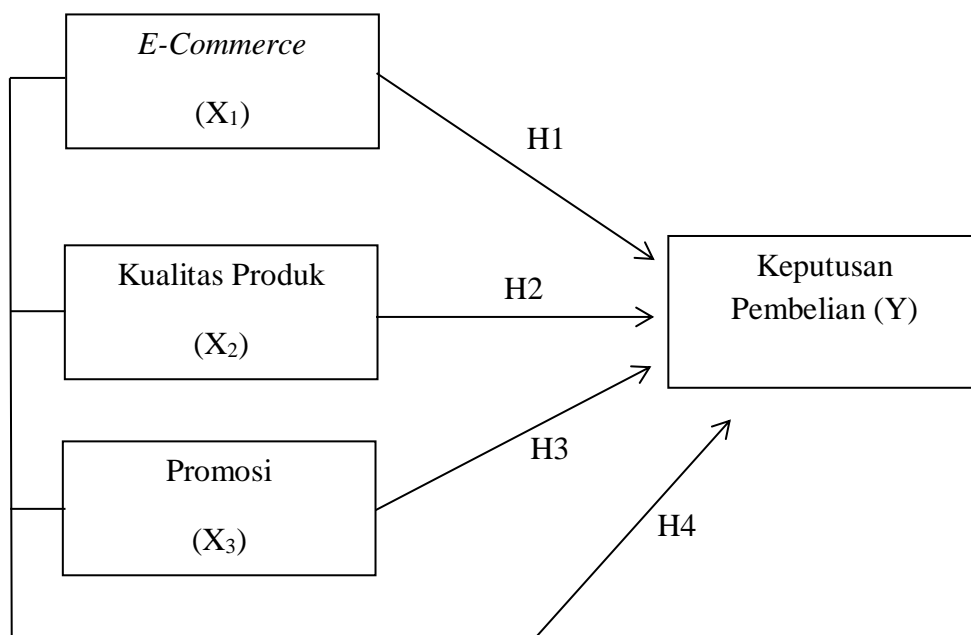 E-Commerce
(X₁)
H1
Kualitas Produk
(X₂)
H2
Keputusan
Pembelian (Y)
Promosi
(X₃)
H3
H4